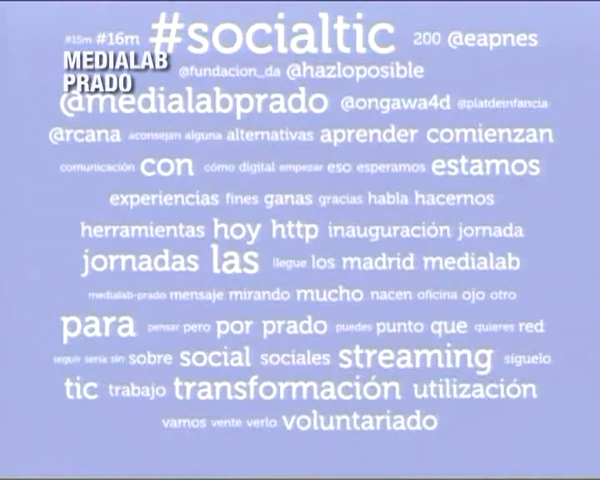 #15m #16m #socialtic 200 @eapnes
MEDIALAB
PRADO
@fundacion_da @hazloposible
@medialabprado @ongawa4d @platdeinfancia
@rcana aconsejan alguna alternativas aprender comienzan
comunicación con cómo digital empezar eso esperamos estamos
experiencias fines ganas gracias habla hacemos
herramientas hoy http inauguración jornada
jornadas las llegue los madrid medialab
medialab-prado mensaje mirando mucho nacen oficina ojo otro
para pensar pero por prado puedes punto que quieres red
seguir sería sin sobre social sociales streaming síguelo
tic trabajo transformación utilización
vamos vente verlo voluntariado